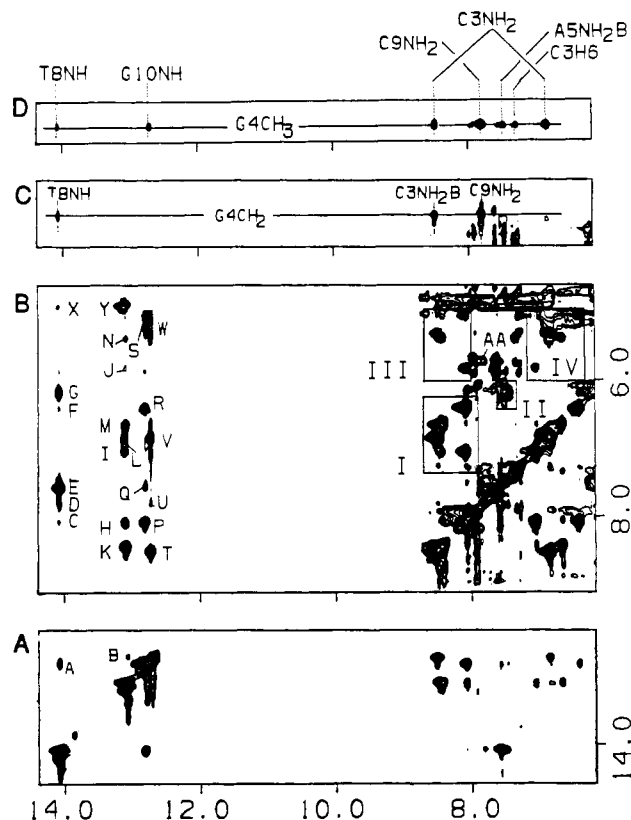 C3NH2
C9NH2
A5NH2B
C3H6
T8NH
G10NH
D
G4CH3
C
T8NH
G4CH2
C3NH2B
C9NH2
B
X
Y
W
N
S
J
AA
III
IV
6.0
G
F
R
II
M
V
I
L
I
E
Q
D
U
C
H
P
8.0
K
T
A
A
B
14.0
14.0
12.0
10.0
8.0